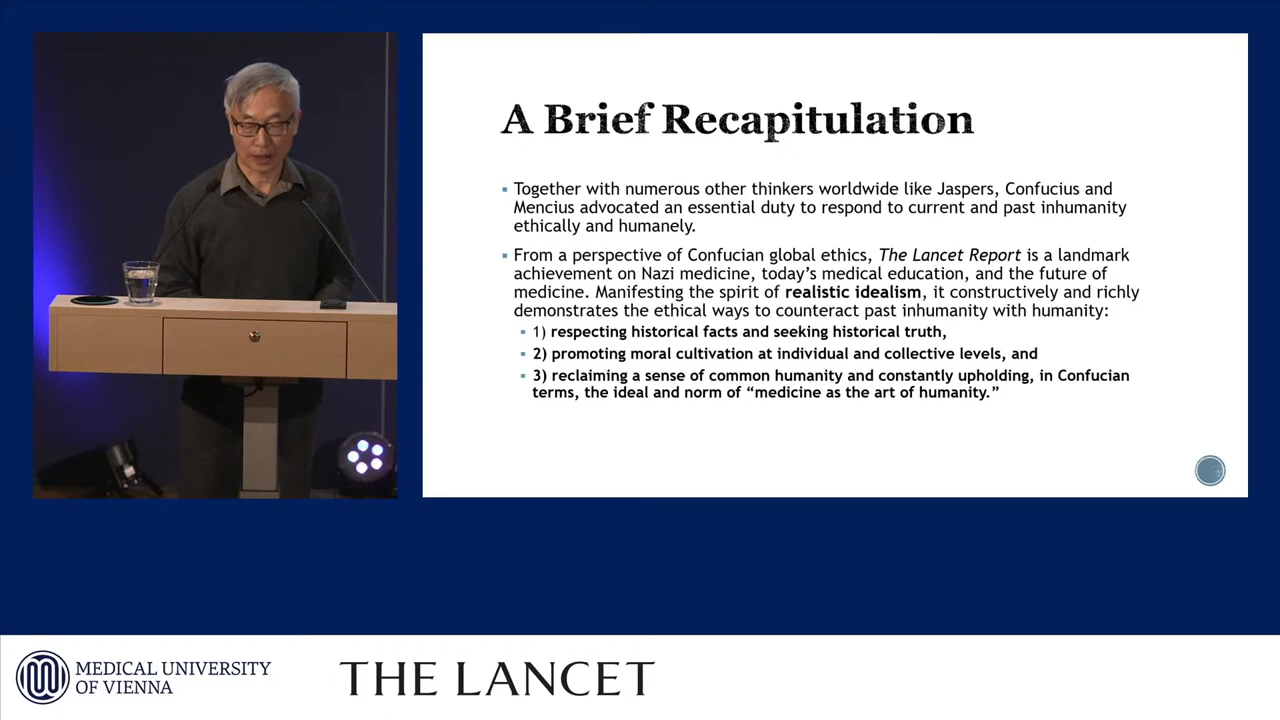 A Brief Recapitulation
▪ Together with numerous other thinkers worldwide like Jaspers, Confucius and
Mencius advocated an essential duty to respond to current and past inhumanity
ethically and humanely.
▪ From a perspective of Confucian global ethics, The Lancet Report is a landmark
achievement on Nazi medicine, today’s medical education, and the future of
medicine. Manifesting the spirit of realistic idealism, it constructively and richly
demonstrates the ethical ways to counteract past inhumanity with humanity:
▪ 1) respecting historical facts and seeking historical truth,
▪ 2) promoting moral cultivation at individual and collective levels, and
▪ 3) reclaiming a sense of common humanity and constantly upholding, in Confucian
terms, the ideal and norm of “medicine as the art of humanity.”
MEDICAL UNIVERSITY
OF VIENNA
THE LANCET